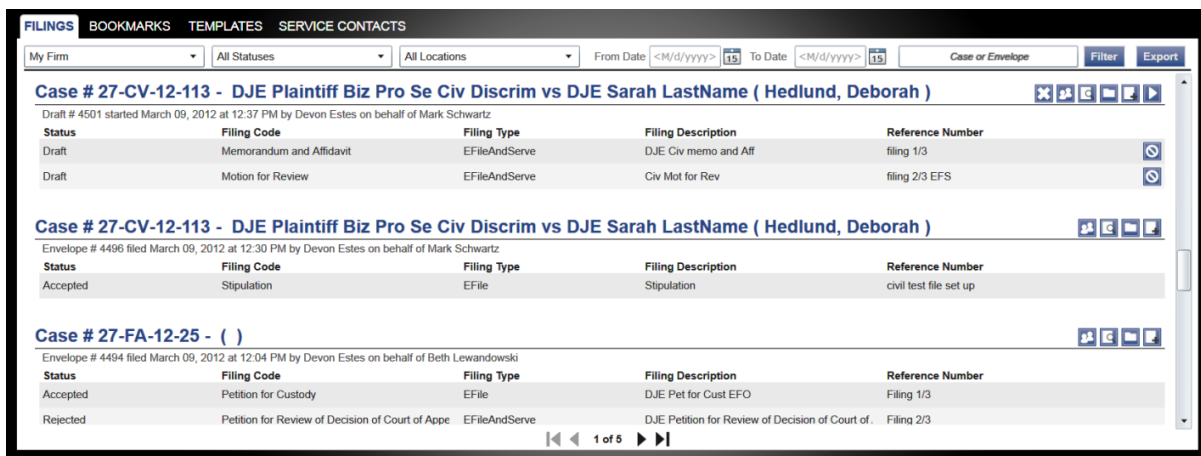 FILINGS BOOKMARKS TEMPLATES SERVICE CONTACTS
My Firm All Statuses All Locations From Date <M/d/yyyy> 15 To Date <M/d/yyyy> 15 Case or Envelope Filter Export
Case # 27-CV-12-113 - DJE Plaintiff Biz Pro Se Civ Discrim vs DJE Sarah LastName ( Hedlund, Deborah )
Draft # 4501 started March 09, 2012 at 12:37 PM by Devon Estes on behalf of Mark Schwartz
Status Filing Code Filing Type Filing Description Reference Number
Draft Memorandum and Affidavit EFileAndServe DJE Civ memo and Aff filing 1/3
Draft Motion for Review EFileAndServe Civ Mot for Rev filing 2/3 EFS
Case # 27-CV-12-113 - DJE Plaintiff Biz Pro Se Civ Discrim vs DJE Sarah LastName ( Hedlund, Deborah )
Envelope # 4496 filed March 09, 2012 at 12:30 PM by Devon Estes on behalf of Mark Schwartz
Status Filing Code Filing Type Filing Description Reference Number
Accepted Stipulation EFile Stipulation civil test file set up
Case # 27-FA-12-25 - ( )
Envelope # 4494 filed March 09, 2012 at 12:04 PM by Devon Estes on behalf of Beth Lewandowski
Status Filing Code Filing Type Filing Description Reference Number
Accepted Petition for Custody EFile DJE Pet for Cust EFO Filing 1/3
Rejected Petition for Review of Decision of Court of Appe EFileAndServe DJE Petition for Review of Decision of Court of. Filing 2/3
1 of 5